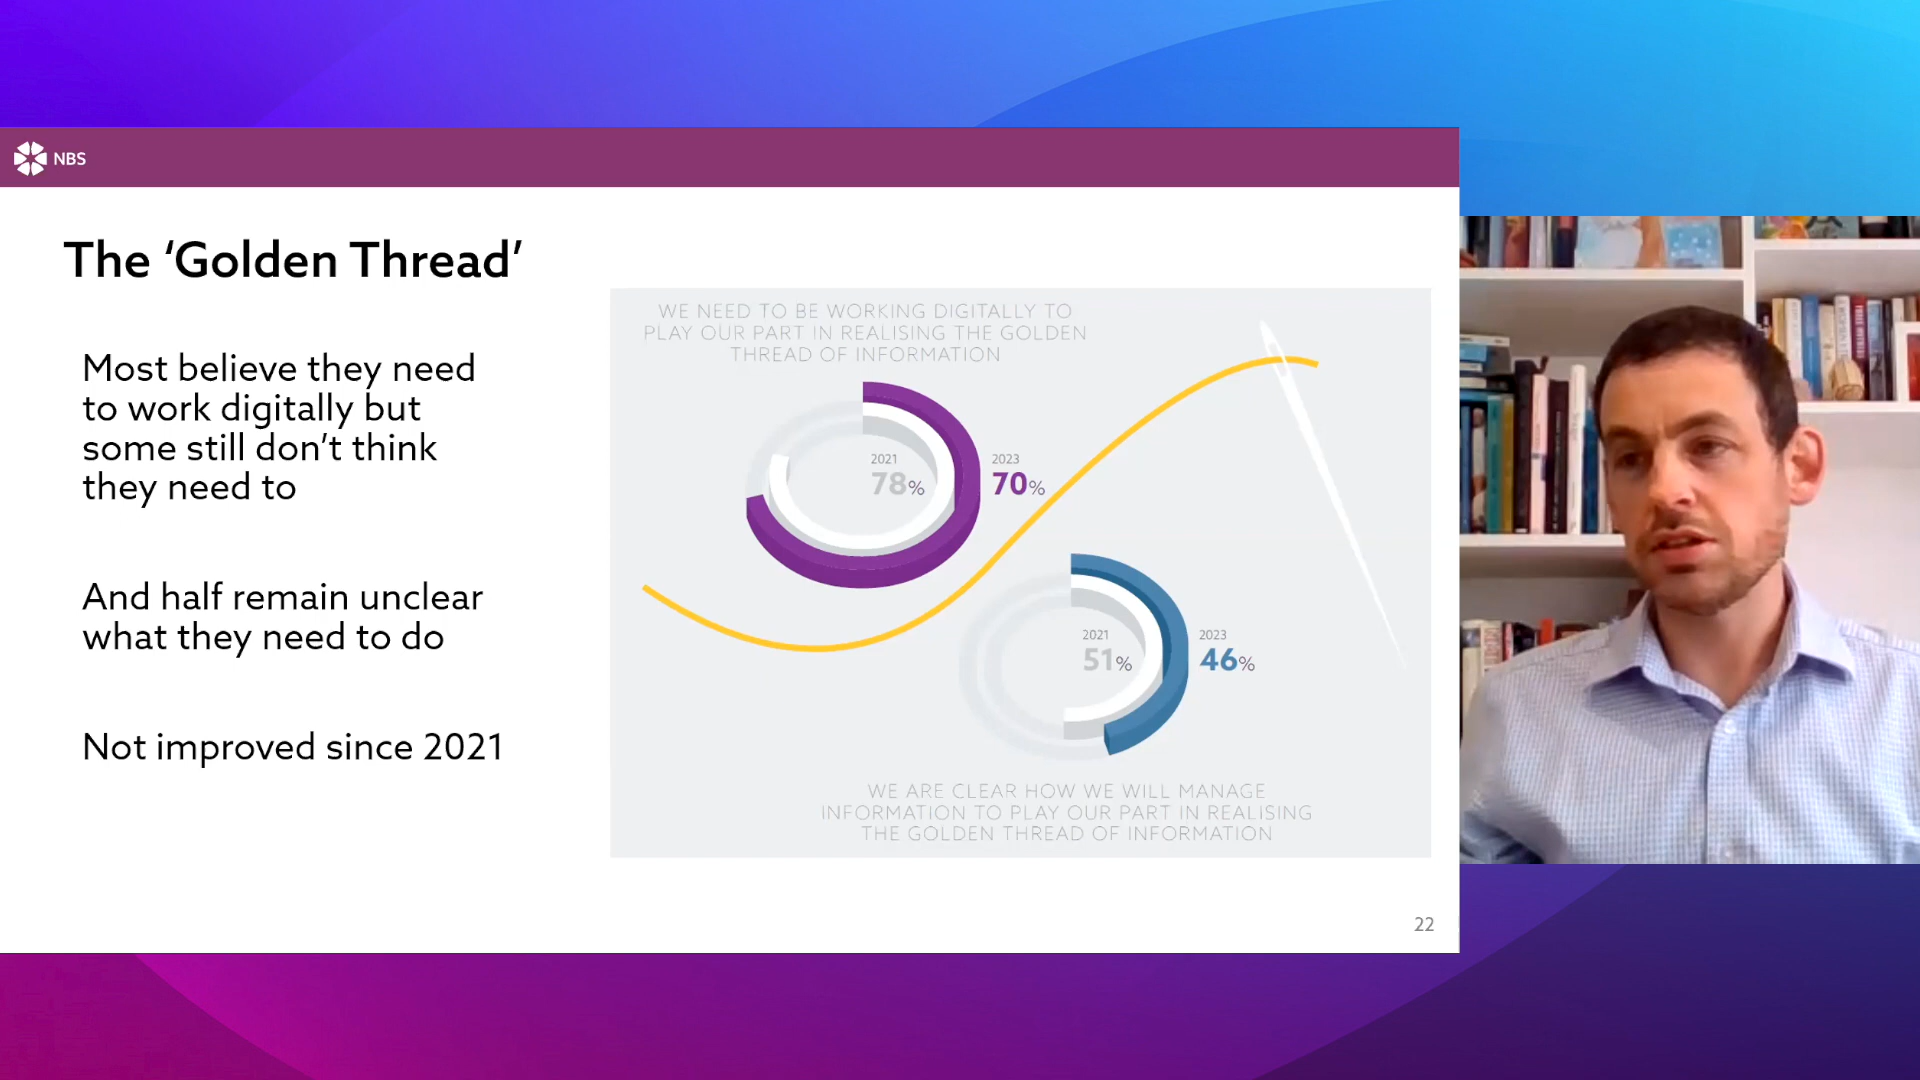 NBS
The ‘Golden Thread’
Most believe they need
to work digitally but
some still don’t think
they need to
And half remain unclear
what they need to do
Not improved since 2021
WE NEED TO BE WORKING DIGITALLY TO
PLAY OUR PART IN REALISING THE GOLDEN
THREAD OF INFORMATION
2021
78%
2023
70%
2021
51%
2023
46%
WE ARE CLEAR HOW WE WILL MANAGE
INFORMATION TO PLAY OUR PART IN REALISING
THE GOLDEN THREAD OF INFORMATION
22